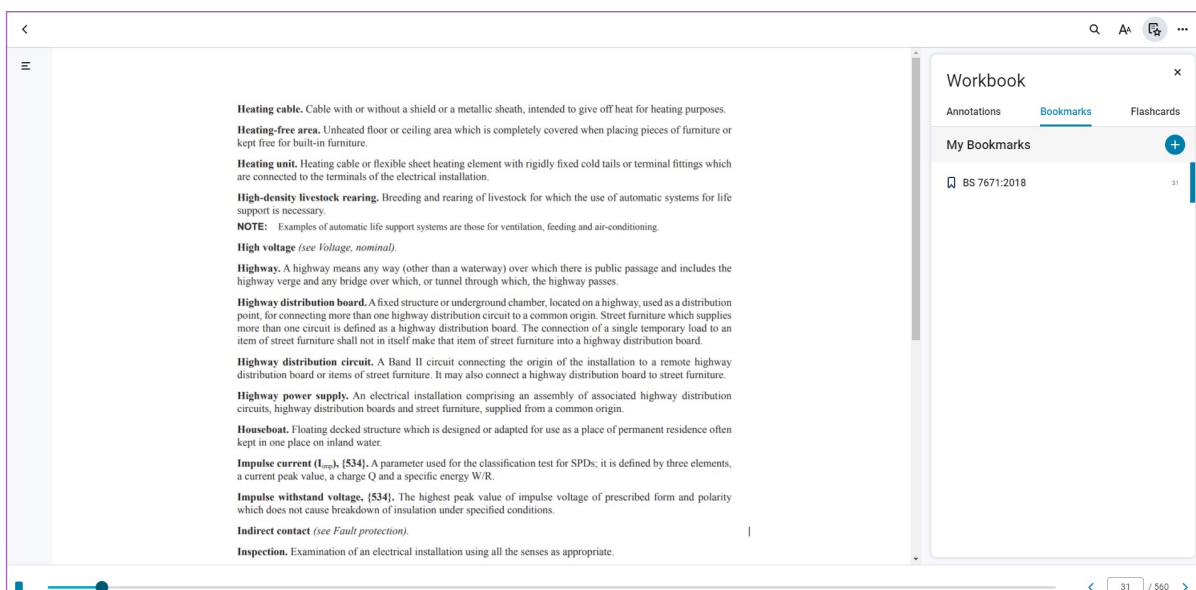 Heating cable. Cable with or without a shield or a metallic sheath, intended to give off heat for heating purposes.
Heating-free area. Unheated floor or ceiling area which is completely covered when placing pieces of furniture or
kept free for built-in furniture.
Heating unit. Heating cable or flexible sheet heating element with rigidly fixed cold tails or terminal fittings which
are connected to the terminals of the electrical installation.
High-density livestock rearing. Breeding and rearing of livestock for which the use of automatic systems for life
support is necessary.
NOTE: Examples of automatic life support systems are those for ventilation, feeding and air-conditioning.
High voltage (see Voltage, nominal).
Highway. A highway means any way (other than a waterway) over which there is public passage and includes the
highway verge and any bridge over which, or tunnel through which, the highway passes.
Highway distribution board. A fixed structure or underground chamber, located on a highway, used as a distribution
point, for connecting more than one highway distribution circuit to a common origin. Street furniture which supplies
more than one circuit is defined as a highway distribution board. The connection of a single temporary load to an
item of street furniture shall not in itself make that item of street furniture into a highway distribution board.
Highway distribution circuit. A Band II circuit connecting the origin of the installation to a remote highway
distribution board or items of street furniture. It may also connect a highway distribution board to street furniture.
Highway power supply. An electrical installation comprising an assembly of associated highway distribution
circuits, highway distribution boards and street furniture, supplied from a common origin.
Houseboat. Floating decked structure which is designed or adapted for use as a place of permanent residence often
kept in one place on inland water.
Impulse current (Iimp), {534}. A parameter used for the classification test for SPDs; it is defined by three elements,
a current peak value, a charge Q and a specific energy W/R.
Impulse withstand voltage, {534}. The highest peak value of impulse voltage of prescribed form and polarity
which does not cause breakdown of insulation under specified conditions.
Indirect contact (see Fault protection).
Inspection. Examination of an electrical installation using all the senses as appropriate.
AA
Workbook
Annotations Bookmarks Flashcards
My Bookmarks
BS 7671:2018 31
31 / 560